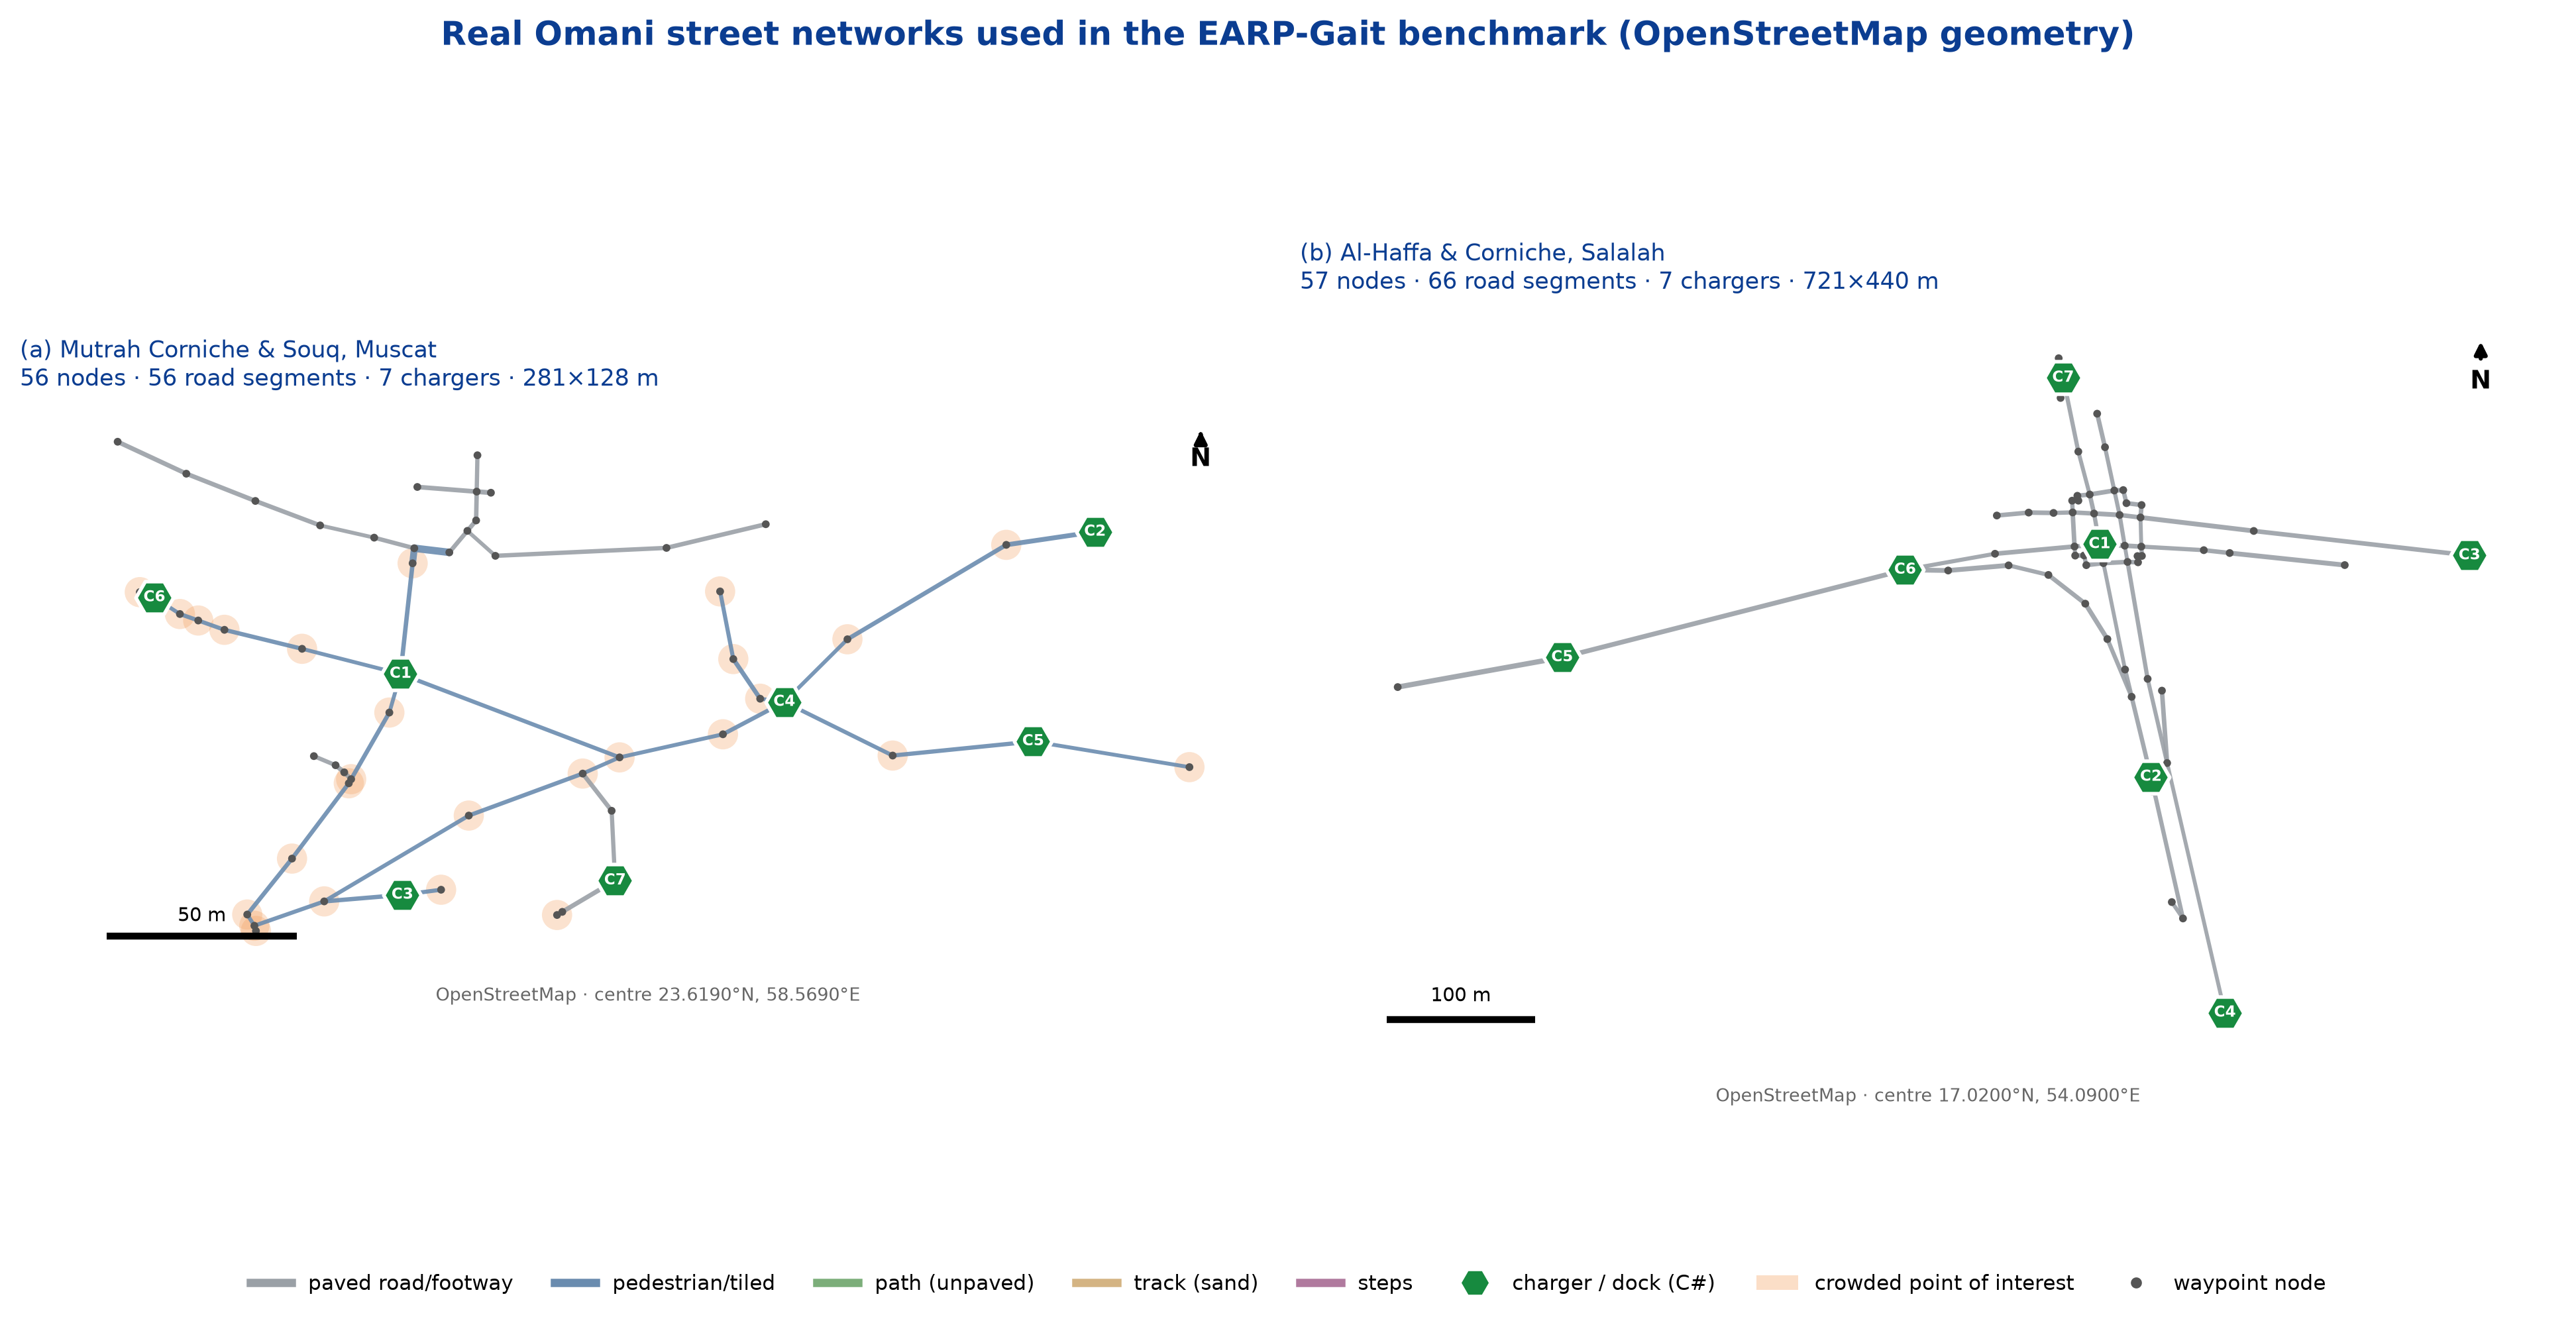 Real Omani street networks used in the EARP-Gait benchmark (OpenStreetMap geometry)
(a) Mutrah Corniche & Souq, Muscat
56 nodes · 56 road segments · 7 chargers · 281×128 m
N
C2
C6
C1
C4
C5
C7
C3
50 m
OpenStreetMap · centre 23.6190°N, 58.5690°E
(b) Al-Haffa & Corniche, Salalah
57 nodes · 66 road segments · 7 chargers · 721×440 m
N
C7
C1
C3
C6
C5
C2
C4
100 m
OpenStreetMap · centre 17.0200°N, 54.0900°E
paved road/footway
pedestrian/tiled
path (unpaved)
track (sand)
steps
charger / dock (C#)
crowded point of interest
waypoint node